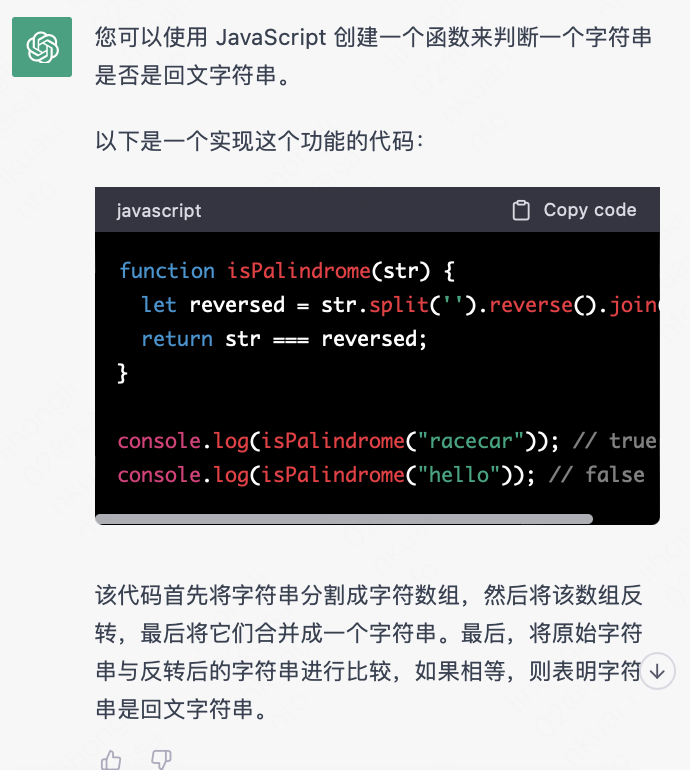 您可以使用 JavaScript 创建一个函数来判断一个字符串
是否是回文字符串。
以下是一个实现这个功能的代码：
javascript
Copy code
function isPalindrome(str) {
  let reversed = str.split('').reverse().join(
  return str === reversed;
}
console.log(isPalindrome("racecar")); // true
console.log(isPalindrome("hello")); // false
该代码首先将字符串分割成字符数组，然后将该数组反
转，最后将它们合并成一个字符串。最后，将原始字符
串与反转后的字符串进行比较，如果相等，则表明字符
串是回文字符串。